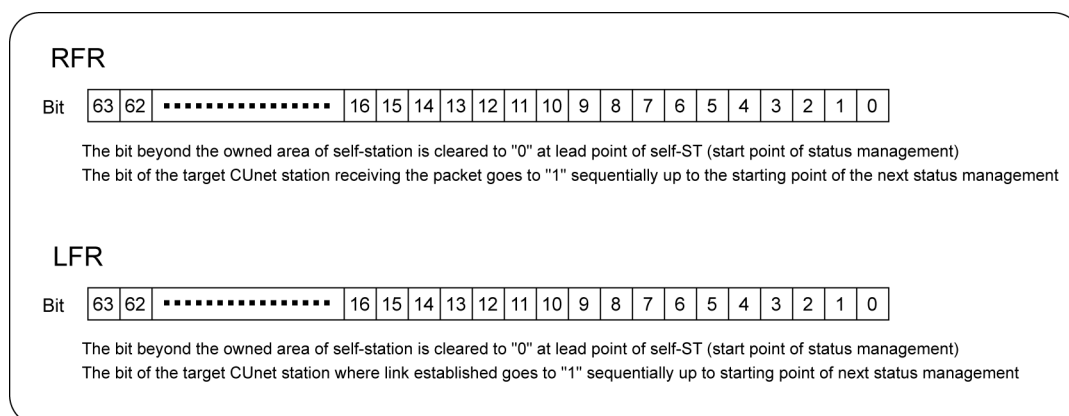 RFR
Bit 63 62 16 15 14 13 12 11 10 9 8 7 6 5 4 3 2 1 0
The bit beyond the owned area of self-station is cleared to "0" at lead point of self-ST (start point of status management)
The bit of the target CUnet station receiving the packet goes to "1" sequentially up to the starting point of the next status management
LFR
Bit 63 62 16 15 14 13 12 11 10 9 8 7 6 5 4 3 2 1 0
The bit beyond the owned area of self-station is cleared to "0" at lead point of self-ST (start point of status management)
The bit of the target CUnet station where link established goes to "1" sequentially up to starting point of next status management